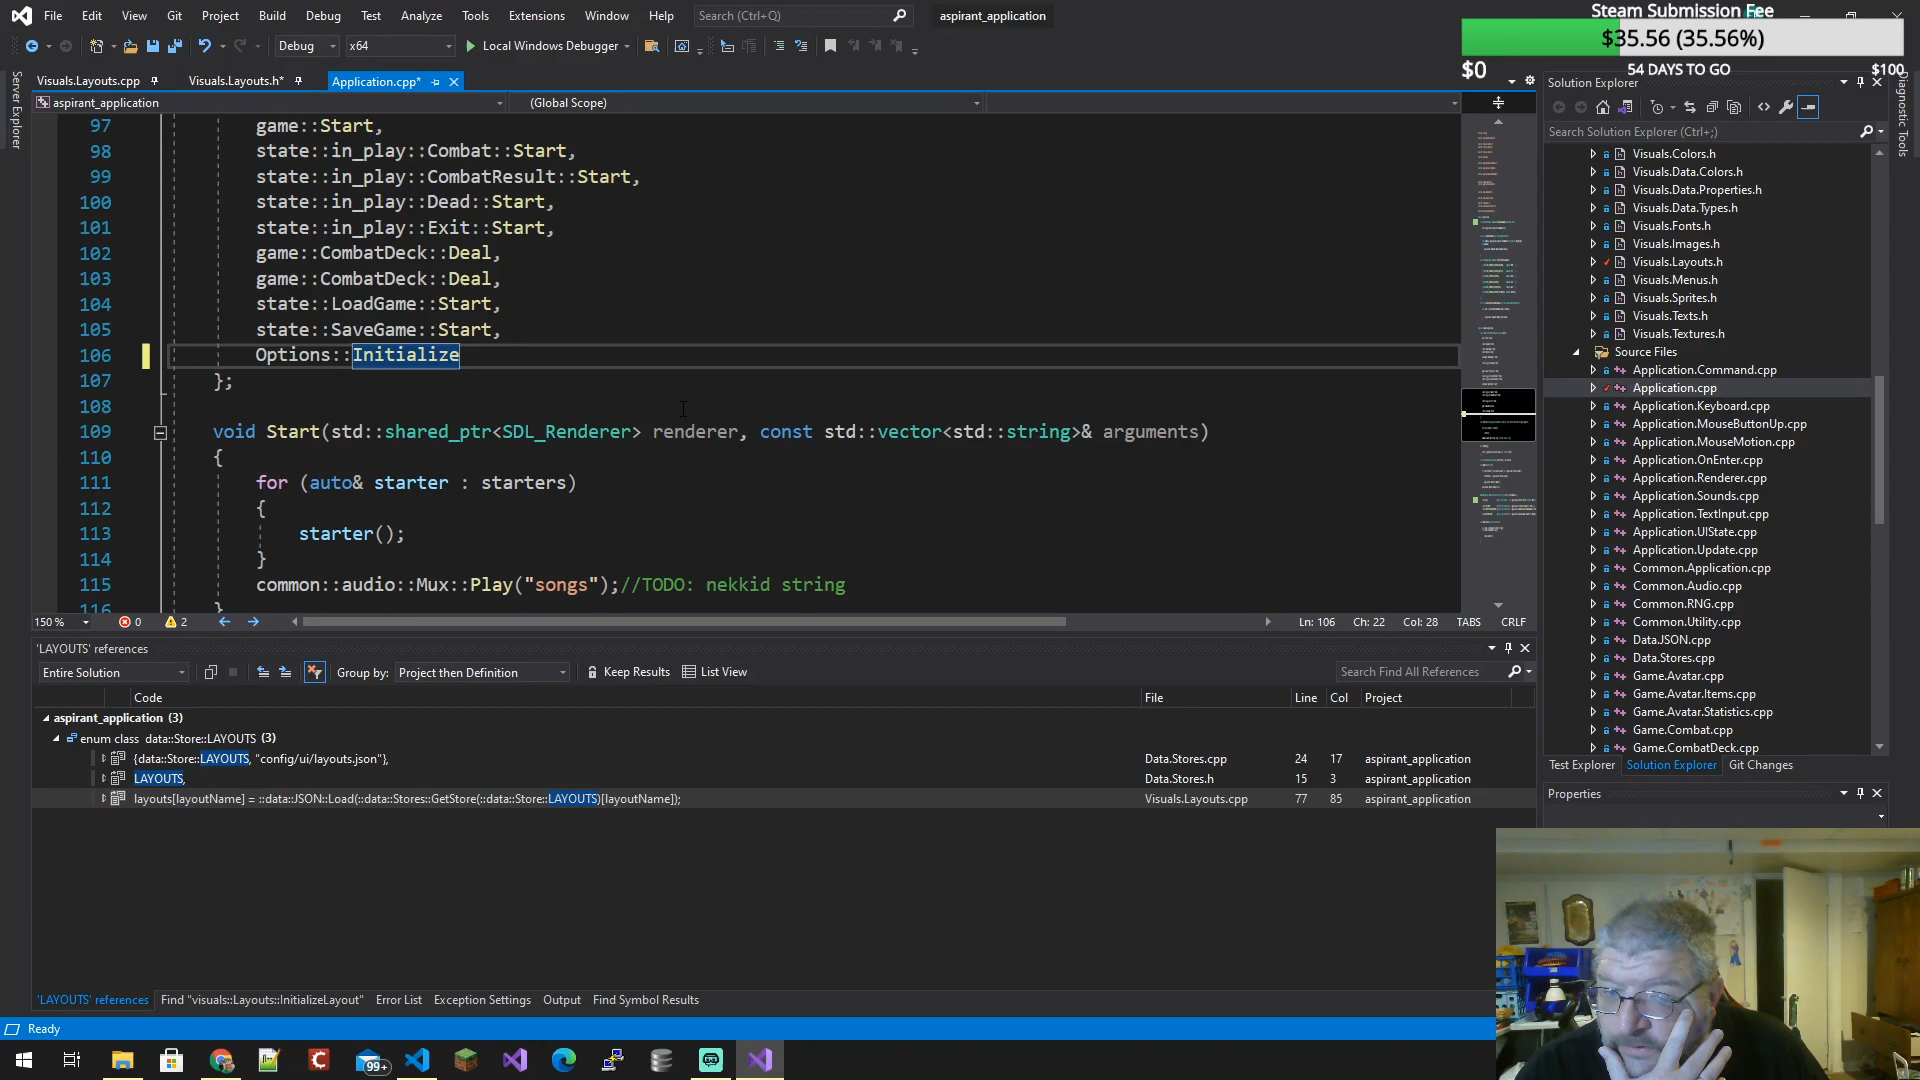 File Edit View Git Project Build Debug Test Analyze Tools Extensions Window Help Search (Ctrl+Q) aspirant_application
Steam Submission Fee
$35.56 (35.56%)
$0 54 DAYS TO GO $100
Debug x64 Local Windows Debugger
Server Explorer
Diagnostic Tools
Visuals.Layouts.cpp Visuals.Layouts.h* Application.cpp*
aspirant_application (Global Scope)
97 game::Start,
98 state::in_play::Combat::Start,
99 state::in_play::CombatResult::Start,
100 state::in_play::Dead::Start,
101 state::in_play::Exit::Start,
102 game::CombatDeck::Deal,
103 game::CombatDeck::Deal,
104 state::LoadGame::Start,
105 state::SaveGame::Start,
106 Options::Initialize
107 };
108
109 void Start(std::shared_ptr<SDL_Renderer> renderer, const std::vector<std::string>& arguments)
110 {
111 for (auto& starter : starters)
112 {
113 starter();
114 }
115 common::audio::Mux::Play("songs");//TODO: nekkid string
116 }
150 % 0 2 Ln: 106 Ch: 22 Col: 28 TABS CRLF
'LAYOUTS' references
Entire Solution Group by: Project then Definition Keep Results List View Search Find All References
Code File Line Col Project
aspirant_application (3)
enum class data::Store::LAYOUTS (3)
{data::Store::LAYOUTS, "config/ui/layouts.json"}, Data.Stores.cpp 24 17 aspirant_application
LAYOUTS, Data.Stores.h 15 3 aspirant_application
layouts[layoutName] = ::data::JSON::Load(::data::Stores::GetStore(::data::Store::LAYOUTS)[layoutName]); Visuals.Layouts.cpp 77 85 aspirant_application
'LAYOUTS' references Find "visuals::Layouts::InitializeLayout" Error List Exception Settings Output Find Symbol Results
Ready
99+
Solution Explorer
Search Solution Explorer (Ctrl+;)
Visuals.Colors.h
Visuals.Data.Colors.h
Visuals.Data.Properties.h
Visuals.Data.Types.h
Visuals.Fonts.h
Visuals.Images.h
Visuals.Layouts.h
Visuals.Menus.h
Visuals.Sprites.h
Visuals.Texts.h
Visuals.Textures.h
Source Files
Application.Command.cpp
Application.cpp
Application.Keyboard.cpp
Application.MouseButtonUp.cpp
Application.MouseMotion.cpp
Application.OnEnter.cpp
Application.Renderer.cpp
Application.Sounds.cpp
Application.TextInput.cpp
Application.UIState.cpp
Application.Update.cpp
Common.Application.cpp
Common.Audio.cpp
Common.RNG.cpp
Common.Utility.cpp
Data.JSON.cpp
Data.Stores.cpp
Game.Avatar.cpp
Game.Avatar.Items.cpp
Game.Avatar.Statistics.cpp
Game.Combat.cpp
Game.CombatDeck.cpp
Test Explorer Solution Explorer Git Changes
Properties